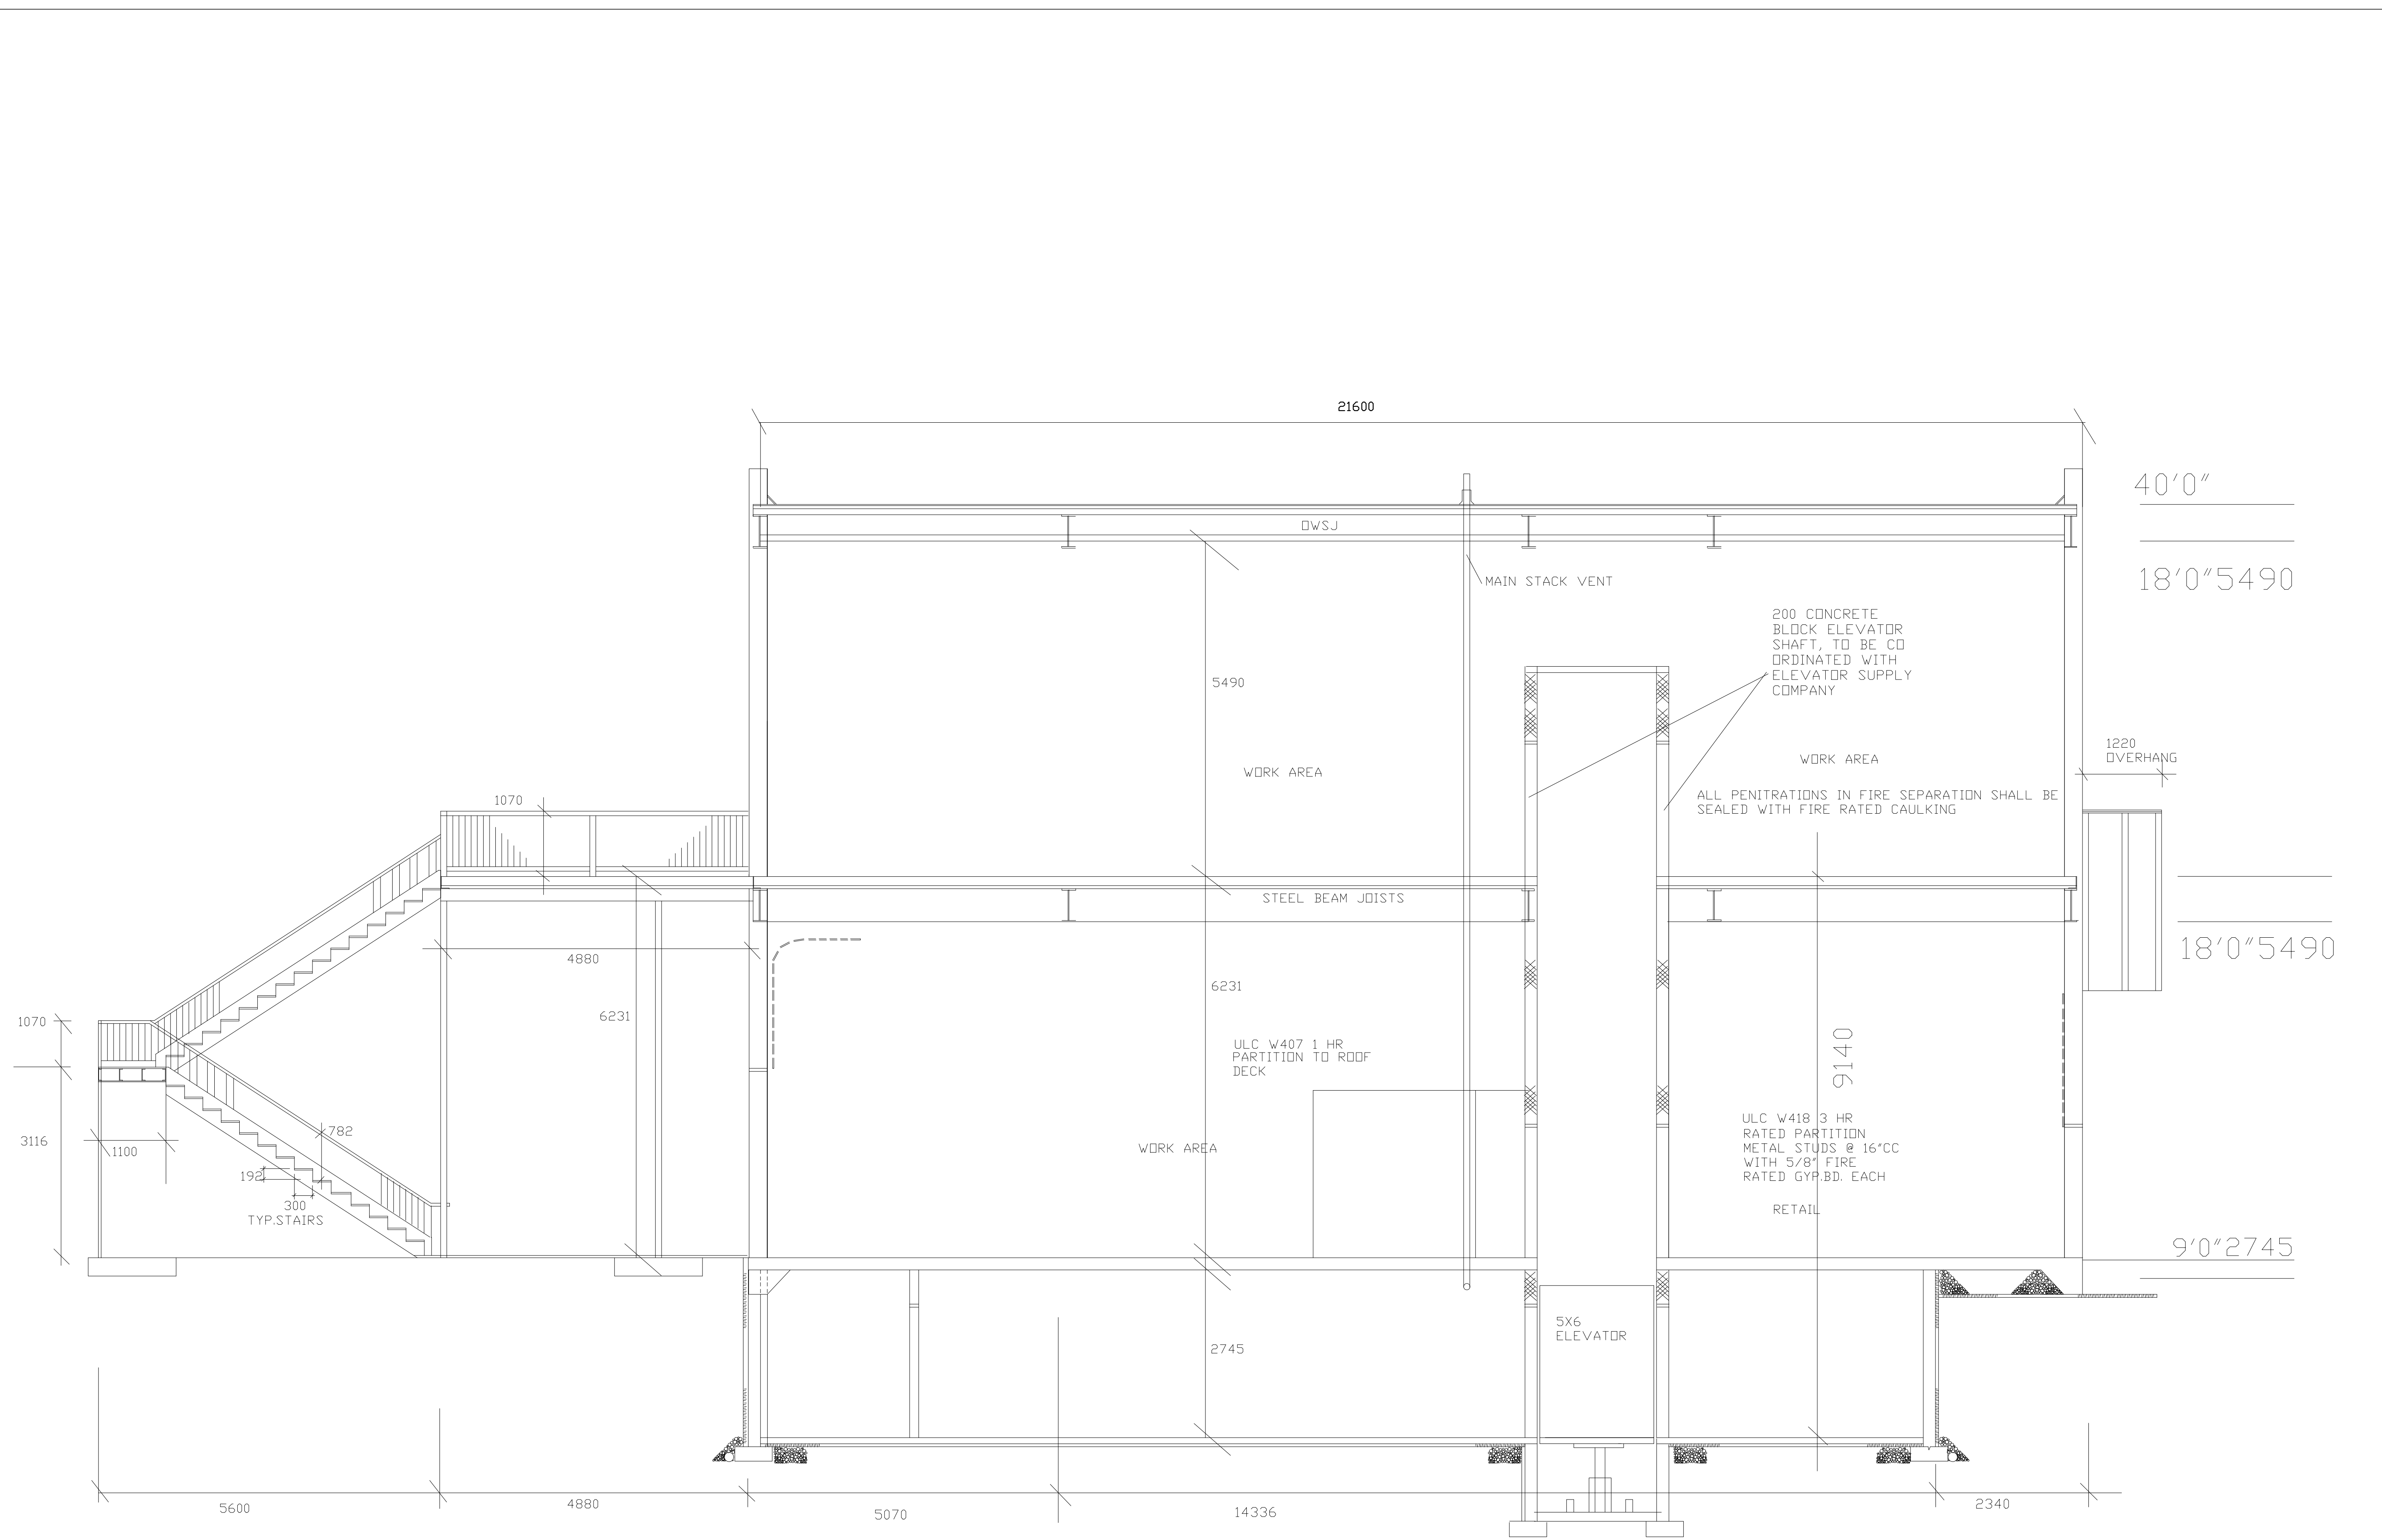 21600
40'0"
OWSJ
18'0"5490
MAIN STACK VENT
200 CONCRETE
BLOCK ELEVATOR
SHAFT, TO BE CO
ORDINATED WITH
ELEVATOR SUPPLY
COMPANY
5490
1220
OVERHANG
WORK AREA
WORK AREA
ALL PENITRATIONS IN FIRE SEPARATION SHALL BE
SEALED WITH FIRE RATED CAULKING
1070
STEEL BEAM JOISTS
18'0"5490
4880
6231
6231
1070
ULC W407 1 HR
PARTITION TO ROOF
DECK
9140
3116
1100
782
192
300
TYP.STAIRS
WORK AREA
ULC W418 3 HR
RATED PARTITION
METAL STUDS @ 16"CC
WITH 5/8" FIRE
RATED GYP.BD. EACH
RETAIL
9'0"2745
5X6
ELEVATOR
2745
5600
4880
5070
14336
2340